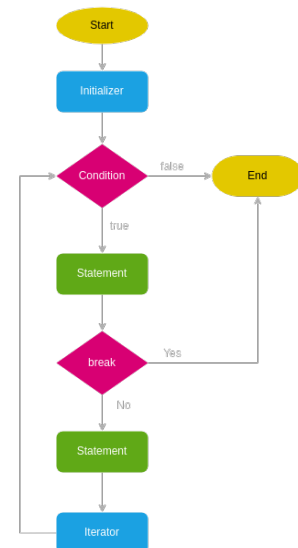 Start
Initializer
Condition
false
End
true
Statement
break
Yes
No
Statement
Iterator